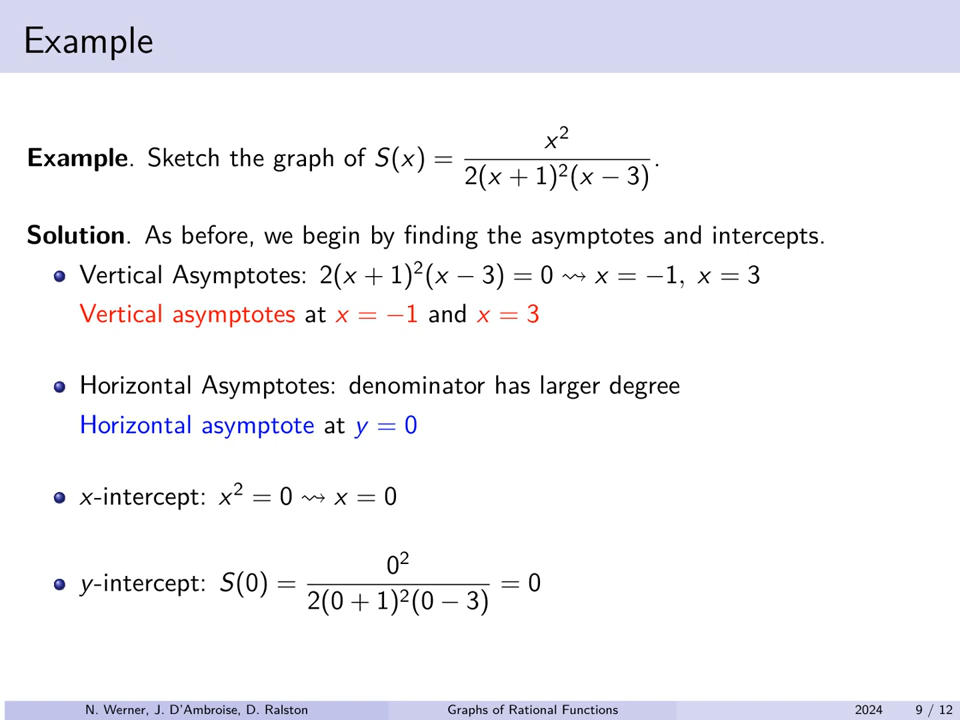 Example
Example. Sketch the graph of S(x) = x² / 2(x + 1)²(x − 3).
Solution. As before, we begin by finding the asymptotes and intercepts.
Vertical Asymptotes: 2(x + 1)²(x − 3) = 0 ⇝ x = −1, x = 3
Vertical asymptotes at x = −1 and x = 3
Horizontal Asymptotes: denominator has larger degree
Horizontal asymptote at y = 0
x-intercept: x² = 0 ⇝ x = 0
y-intercept: S(0) = 0² / 2(0 + 1)²(0 − 3) = 0
N. Werner, J. D'Ambroise, D. Ralston Graphs of Rational Functions 2024 9 / 12